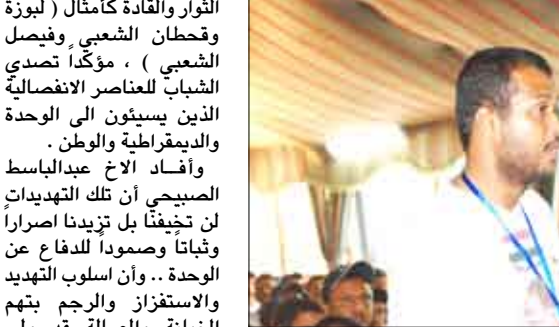 الثوار والقادة كأمثال ( لبوزة
وقحطان الشعبي وفيصل
الشعبي ) ، مؤكداً تصدي
الشباب للعناصر الانفصالية
الذين يسيئون الى الوحدة
والديمقراطية والوطن .
وأفــاد الاخ عبدالباسط
الصبيحي أن تلك التهديدات
لن تخيفنا بل تزيدنا اصراراً
وثباتاً وصموداً للدفاع عن
الوحدة .. وأن اسلوب التهديد
والاستفزاز والرجم بتهم